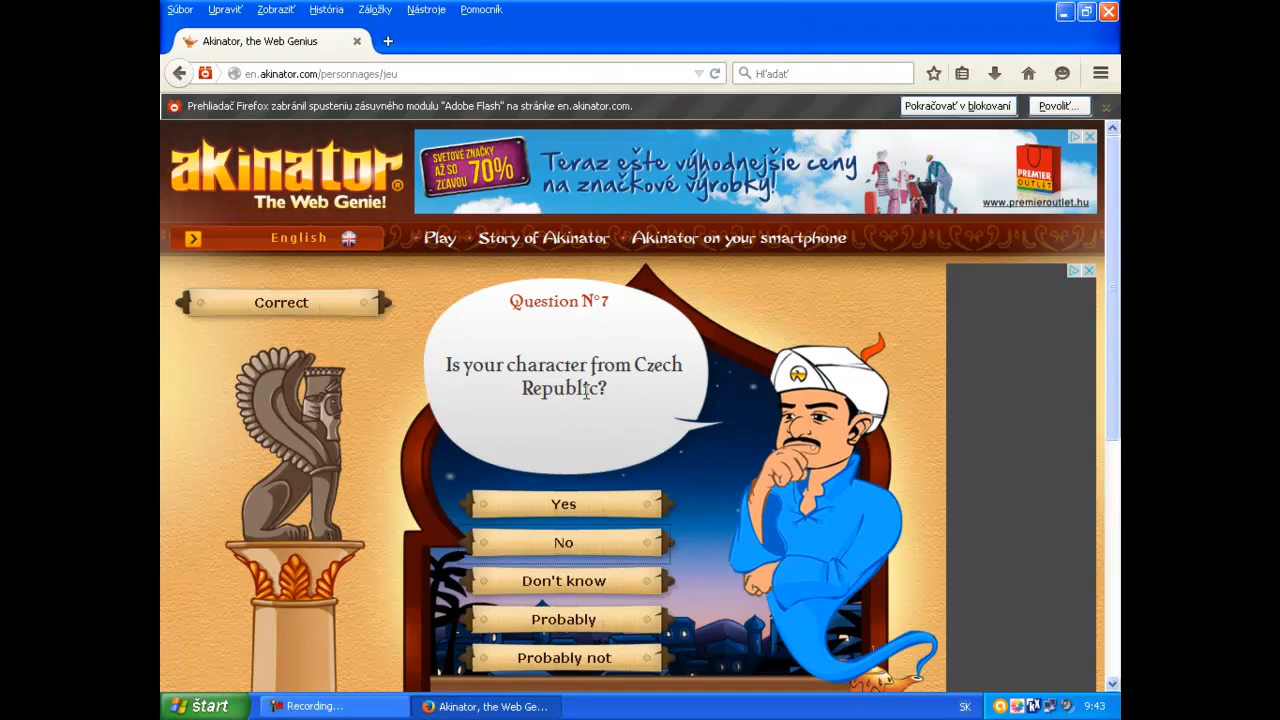 Súbor Upraviť Zobraziť História Záložky Nástroje Pomocník
Akinator, the Web Genius
en.akinator.com/personnages/jeu
Hľadať
Prehliadač Firefox zabránil spusteniu zásuvného modulu "Adobe Flash" na stránke en.akinator.com.
Pokračovať v blokovaní
Povoliť...
akinator®
The Web Genie!
SVETOVÉ ZNAČKY
AŽ SO 70%
ZĽAVOU
Teraz ešte výhodnejšie ceny
na značkové výrobky!
PREMIER
OUTLET
www.premieroutlet.hu
English
Play
Story of Akinator
Akinator on your smartphone
Correct
Question N°7
Is your character from Czech
Republic?
Yes
No
Don't know
Probably
Probably not
štart
Recording...
Akinator, the Web Ge...
SK
9:43